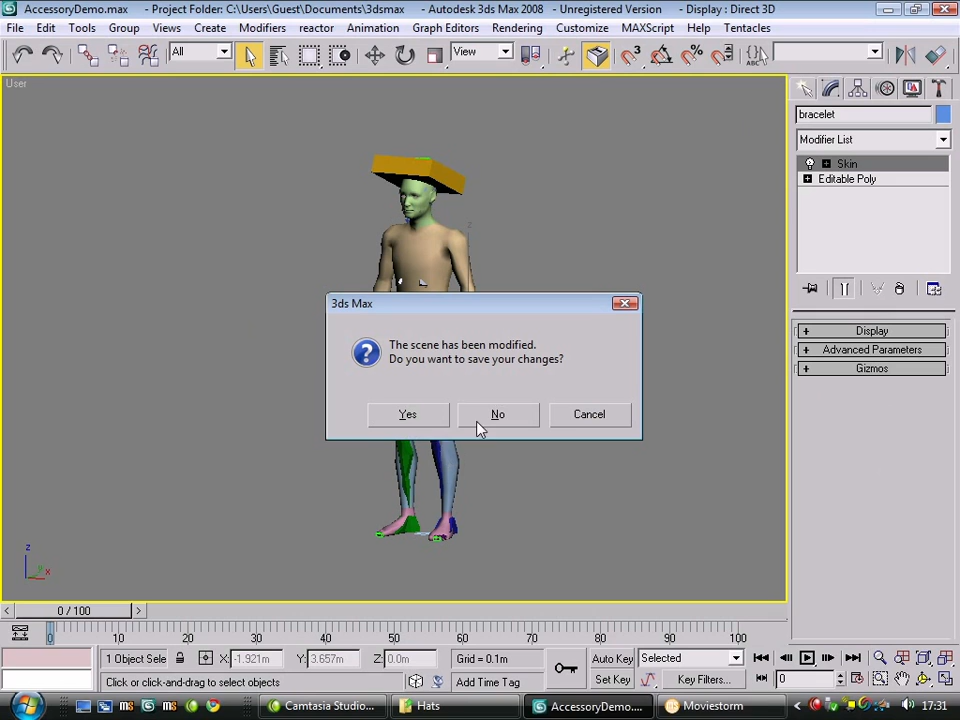 AccessoryDemo.max - Project Folder: C:\Users\Guest\Documents\3dsmax - Autodesk 3ds Max 2008 - Unregistered Version - Display : Direct 3D
File Edit Tools Group Views Create Modifiers reactor Animation Graph Editors Rendering Customize MAXScript Help Tentacles
All View 3
User
bracelet
Modifier List
Skin
Editable Poly
3ds Max
The scene has been modified.
Do you want to save your changes?
Yes No Cancel
+ Display
+ Advanced Parameters
+ Gizmos
z
x
< 0 / 100 >
0 10 20 30 40 50 60 70 80 90 100
1 Object Sele X: -1.921m Y: 3.657m Z: 0.0m Grid = 0.1m Auto Key Selected
Click or click-and-drag to select objects Add Time Tag Set Key Key Filters... 0
Camtasia Studio... Hats AccessoryDemo.... Moviestorm 17:31